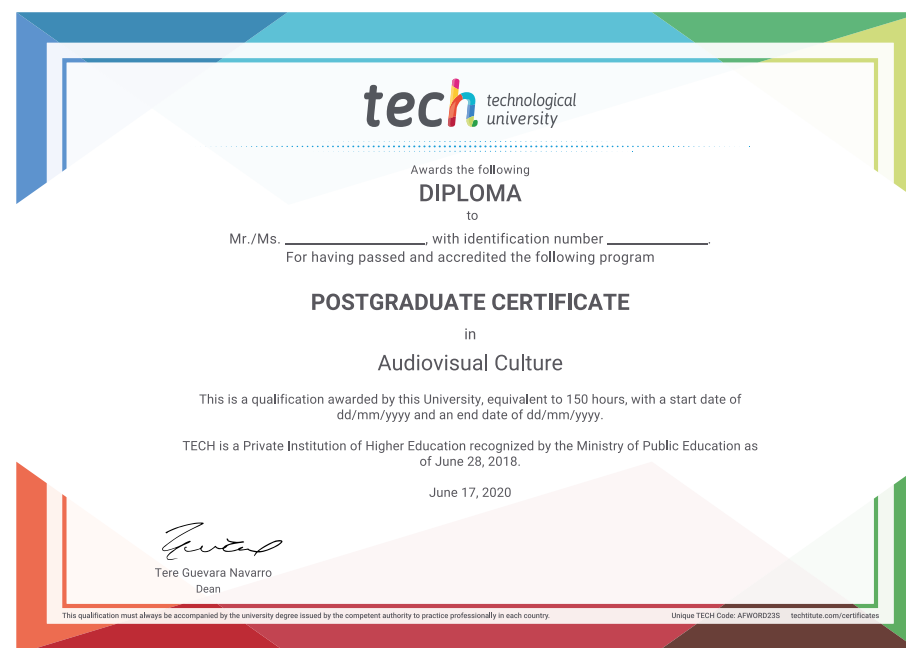 tech technological
university
Awards the following
DIPLOMA
to
Mr./Ms. ____________, with identification number ____________.
For having passed and accredited the following program
POSTGRADUATE CERTIFICATE
in
Audiovisual Culture
This is a qualification awarded by this University, equivalent to 150 hours, with a start date of
dd/mm/yyyy and an end date of dd/mm/yyyy.
TECH is a Private Institution of Higher Education recognized by the Ministry of Public Education as
of June 28, 2018.
June 17, 2020
Tere Guevara Navarro
Dean
This qualification must always be accompanied by the university degree issued by the competent authority to practice professionally in each country.
Unique TECH Code: AFWORD23S techtitute.com/certificates